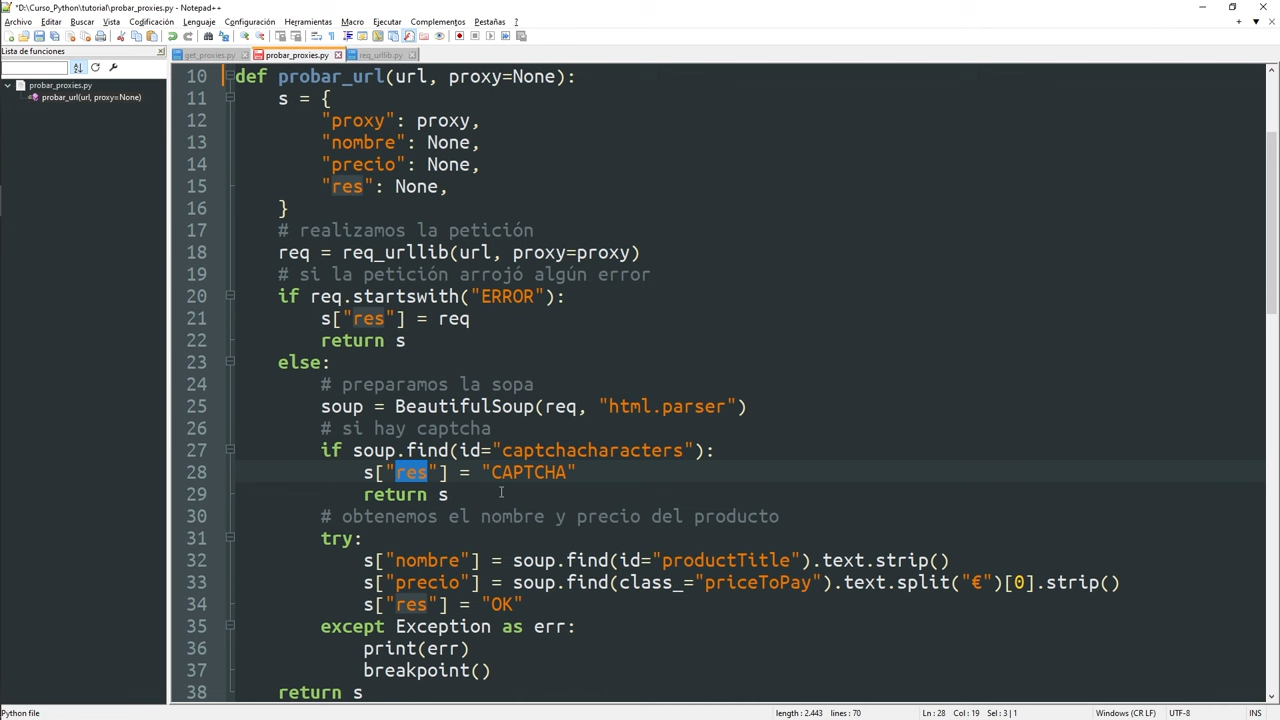 *D:\Curso_Python\tutorial\probar_proxies.py - Notepad++
Archivo Editar Buscar Vista Codificación Lenguaje Configuración Herramientas Macro Ejecutar Complementos Pestañas ?
Lista de funciones
get_proxies.py probar_proxies.py req_urllib.py
probar_proxies.py
probar_url(url, proxy=None)
10 def probar_url(url, proxy=None):
11 s = {
12 "proxy": proxy,
13 "nombre": None,
14 "precio": None,
15 "res": None,
16 }
17 # realizamos la petición
18 req = req_urllib(url, proxy=proxy)
19 # si la petición arrojó algún error
20 if req.startswith("ERROR"):
21 s["res"] = req
22 return s
23 else:
24 # preparamos la sopa
25 soup = BeautifulSoup(req, "html.parser")
26 # si hay captcha
27 if soup.find(id="captchacharacters"):
28 s["res"] = "CAPTCHA"
29 return s
30 # obtenemos el nombre y precio del producto
31 try:
32 s["nombre"] = soup.find(id="productTitle").text.strip()
33 s["precio"] = soup.find(class_="priceToPay").text.split("€")[0].strip()
34 s["res"] = "OK"
35 except Exception as err:
36 print(err)
37 breakpoint()
38 return s
Python file length : 2.443 lines : 70 Ln : 28 Col : 19 Sel : 3 | 1 Windows (CR LF) UTF-8 INS